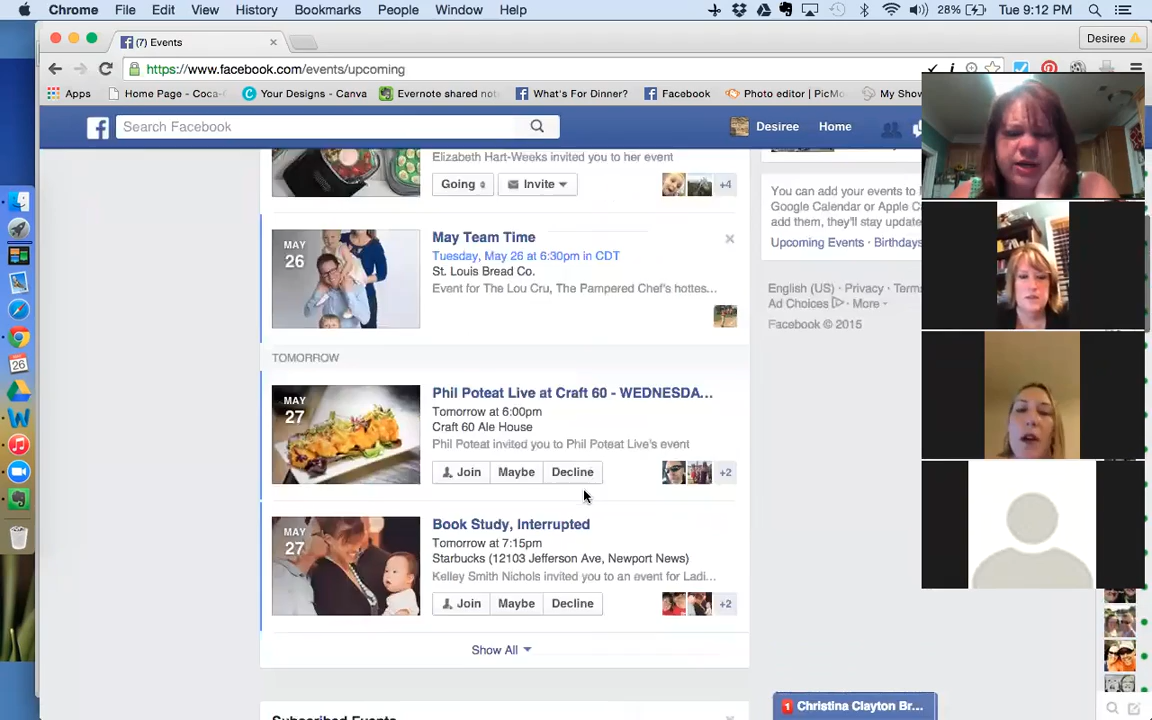 Chrome File Edit View History Bookmarks People Window Help 28% Tue 9:12 PM
(7) Events Desiree
https://www.facebook.com/events/upcoming
Apps Home Page - Coca- Your Designs - Canva Evernote shared note What's For Dinner? Facebook Photo editor | PicMo My Show
Search Facebook Desiree Home
Elizabeth Hart-Weeks invited you to her event
Going Invite +4
You can add your events to
Google Calendar or Apple C
add them, they'll stay update
Upcoming Events · Birthdays
English (US) · Privacy · Terms
Ad Choices · More
Facebook © 2015
MAY
26
May Team Time
Tuesday, May 26 at 6:30pm in CDT
St. Louis Bread Co.
Event for The Lou Cru, The Pampered Chef's hottes...
TOMORROW
MAY
27
Phil Poteat Live at Craft 60 - WEDNESDA...
Tomorrow at 6:00pm
Craft 60 Ale House
Phil Poteat invited you to Phil Poteat Live's event
Join Maybe Decline +2
MAY
27
Book Study, Interrupted
Tomorrow at 7:15pm
Starbucks (12103 Jefferson Ave, Newport News)
Kelley Smith Nichols invited you to an event for Ladi...
Join Maybe Decline +2
Show All
Subscribed Events
1 Christina Clayton Br...